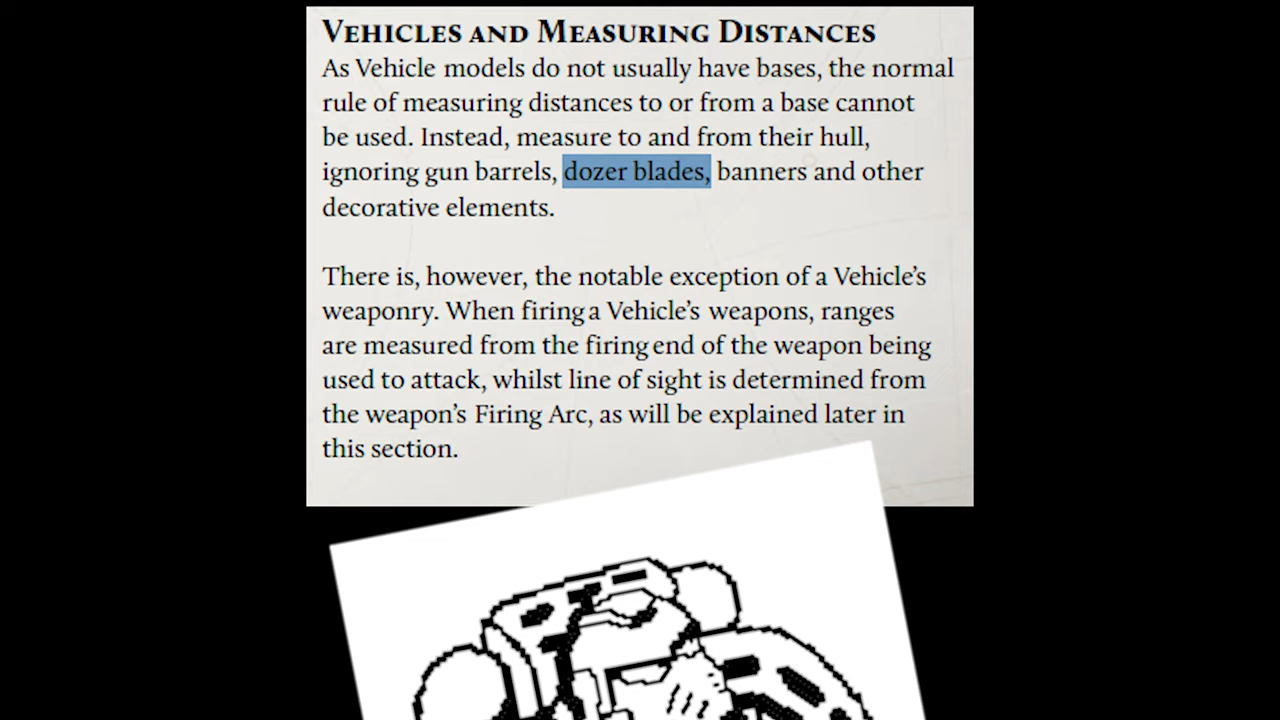 Vehicles and Measuring Distances
As Vehicle models do not usually have bases, the normal
rule of measuring distances to or from a base cannot
be used. Instead, measure to and from their hull,
ignoring gun barrels, dozer blades, banners and other
decorative elements.
There is, however, the notable exception of a Vehicle's
weaponry. When firing a Vehicle's weapons, ranges
are measured from the firing end of the weapon being
used to attack, whilst line of sight is determined from
the weapon's Firing Arc, as will be explained later in
this section.